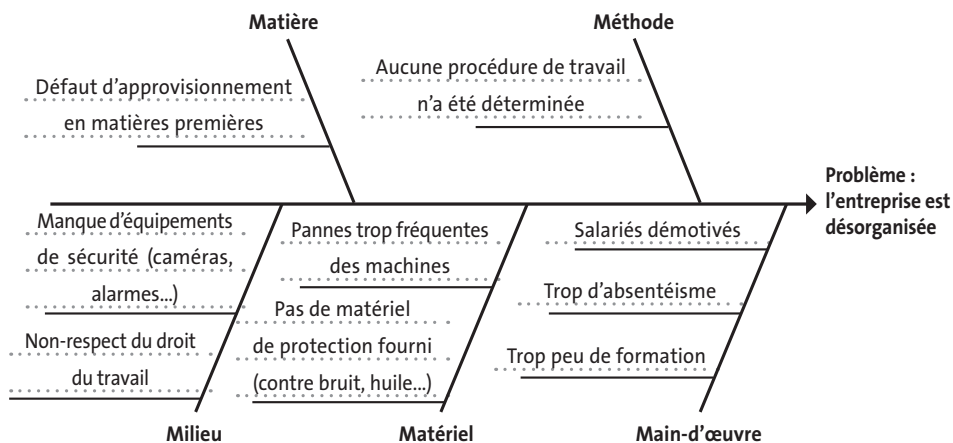 Matière
Méthode
Défaut d'approvisionnement
en matières premières
Aucune procédure de travail
n'a été déterminée
Problème :
l'entreprise est
désorganisée
Manque d'équipements
de sécurité (caméras,
alarmes...)
Non-respect du droit
du travail
Pannes trop fréquentes
des machines
Pas de matériel
de protection fourni
(contre bruit, huile...)
Salariés démotivés
Trop d'absentéisme
Trop peu de formation
Milieu
Matériel
Main-d'œuvre